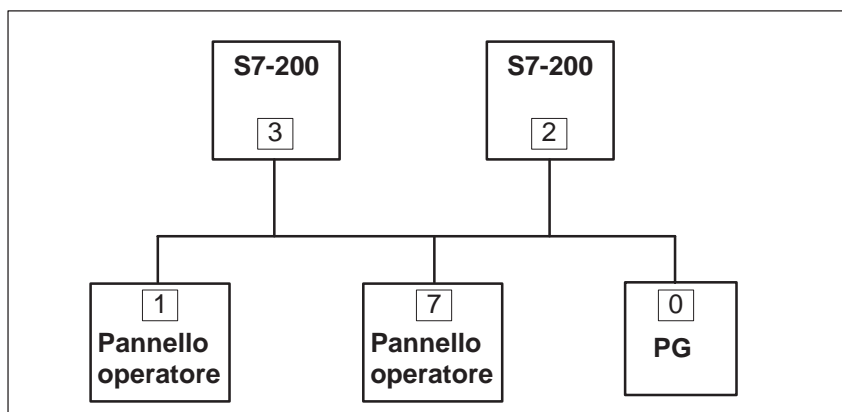 S7-200
3
S7-200
2
1
Pannello
operatore
7
Pannello
operatore
0
PG